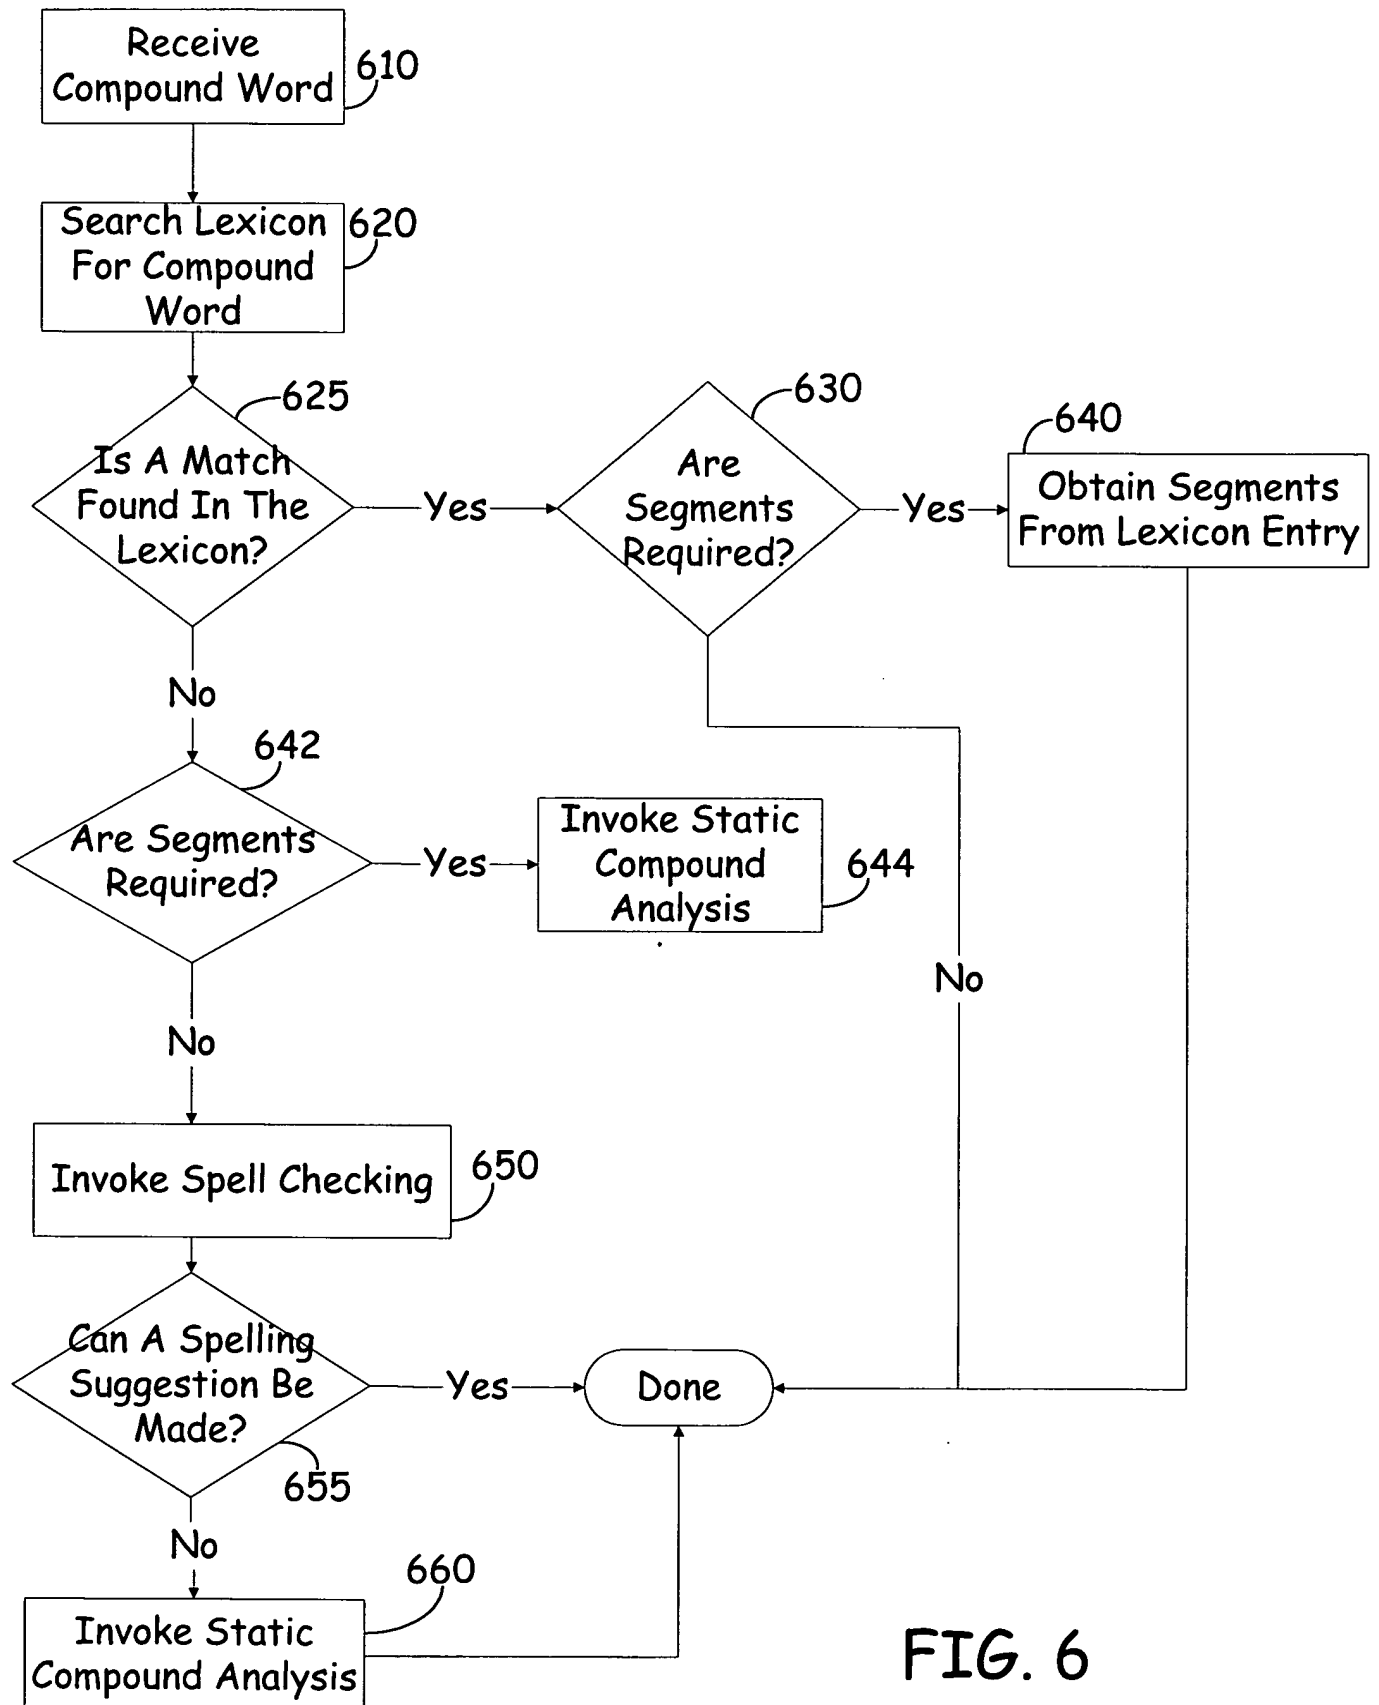 Receive
Compound Word
610
Search Lexicon
For Compound
Word
620
625
Is A Match
Found In The
Lexicon?
Yes
630
Are
Segments
Required?
Yes
640
Obtain Segments
From Lexicon Entry
No
642
Are Segments
Required?
Yes
Invoke Static
Compound
Analysis
644
No
No
Invoke Spell Checking
650
Can A Spelling
Suggestion Be
Made?
655
Yes
Done
No
660
Invoke Static
Compound Analysis
FIG. 6